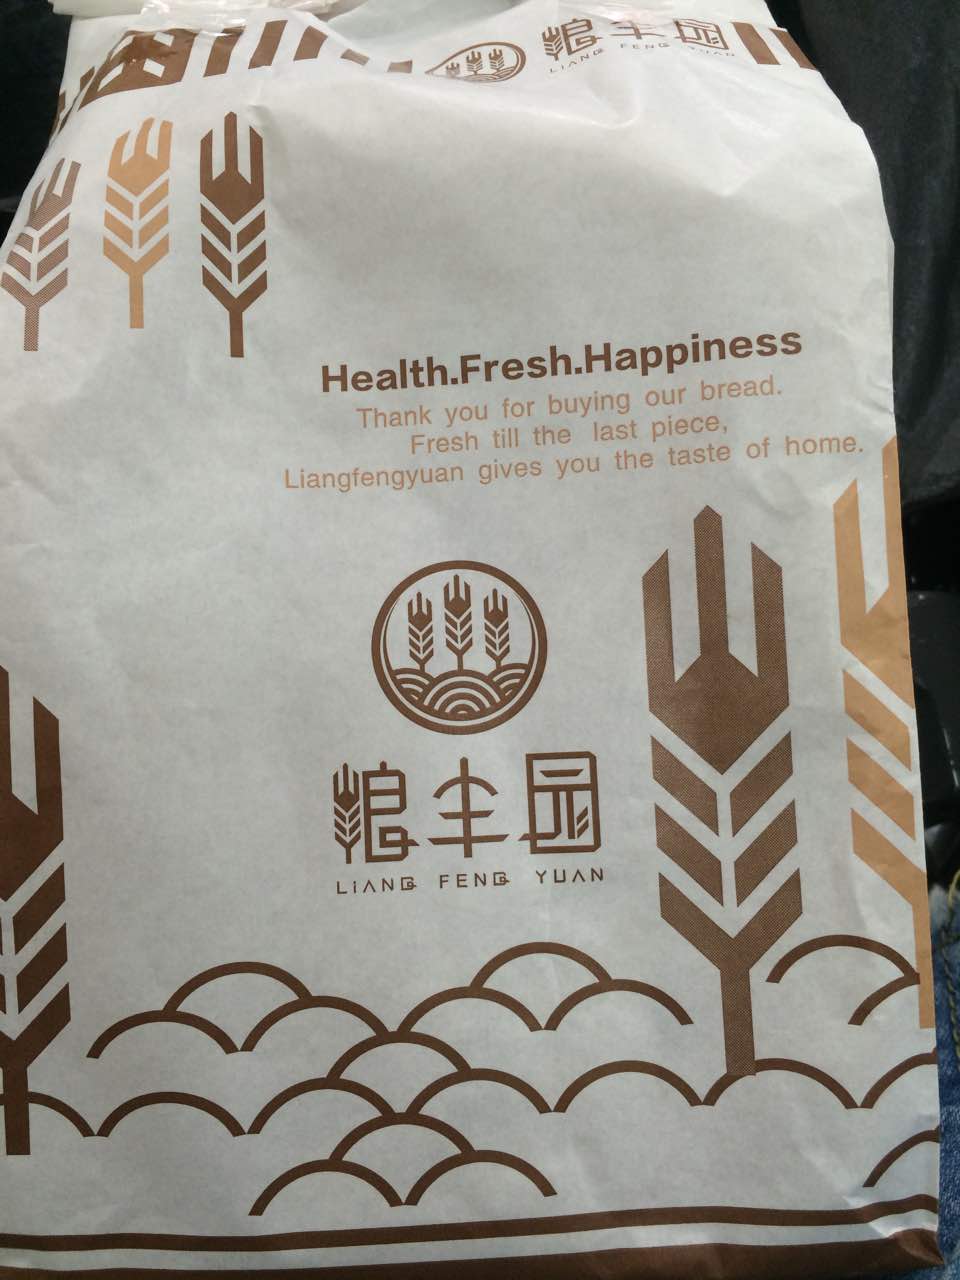 粮丰园
LIANG FENG YUAN
Health.Fresh.Happiness
Thank you for buying our bread.
Fresh till the last piece,
Liangfengyuan gives you the taste of home.
粮丰园
LIANG FENG YUAN